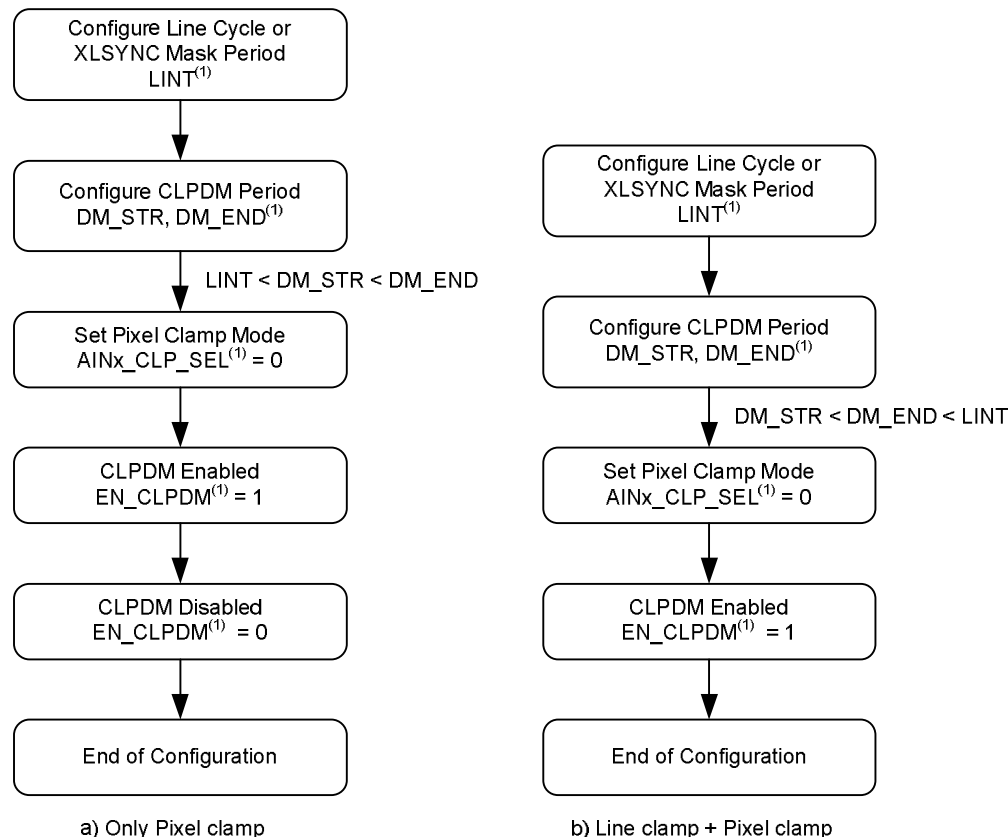 Configure Line Cycle or
XLSYNC Mask Period
LINT(1)
Configure CLPDM Period
DM_STR, DM_END(1)
LINT < DM_STR < DM_END
Set Pixel Clamp Mode
AINx_CLP_SEL(1) = 0
CLPDM Enabled
EN_CLPDM(1) = 1
CLPDM Disabled
EN_CLPDM(1) = 0
End of Configuration
a) Only Pixel clamp
Configure Line Cycle or
XLSYNC Mask Period
LINT(1)
Configure CLPDM Period
DM_STR, DM_END(1)
DM_STR < DM_END < LINT
Set Pixel Clamp Mode
AINx_CLP_SEL(1) = 0
CLPDM Enabled
EN_CLPDM(1) = 1
End of Configuration
b) Line clamp + Pixel clamp